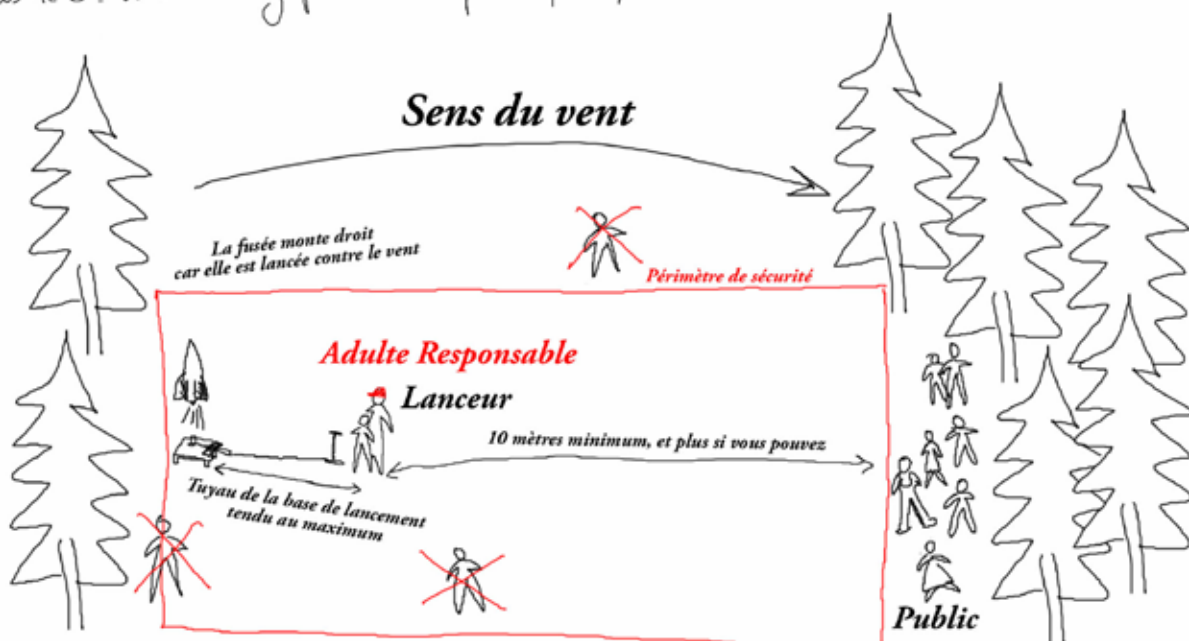 Sens du vent
La fusée monte droit
car elle est lancée contre le vent
Périmètre de sécurité
Adulte Responsable
Lanceur
10 mètres minimum, et plus si vous pouvez
Tuyau de la base de lancement
tendu au maximum
Public